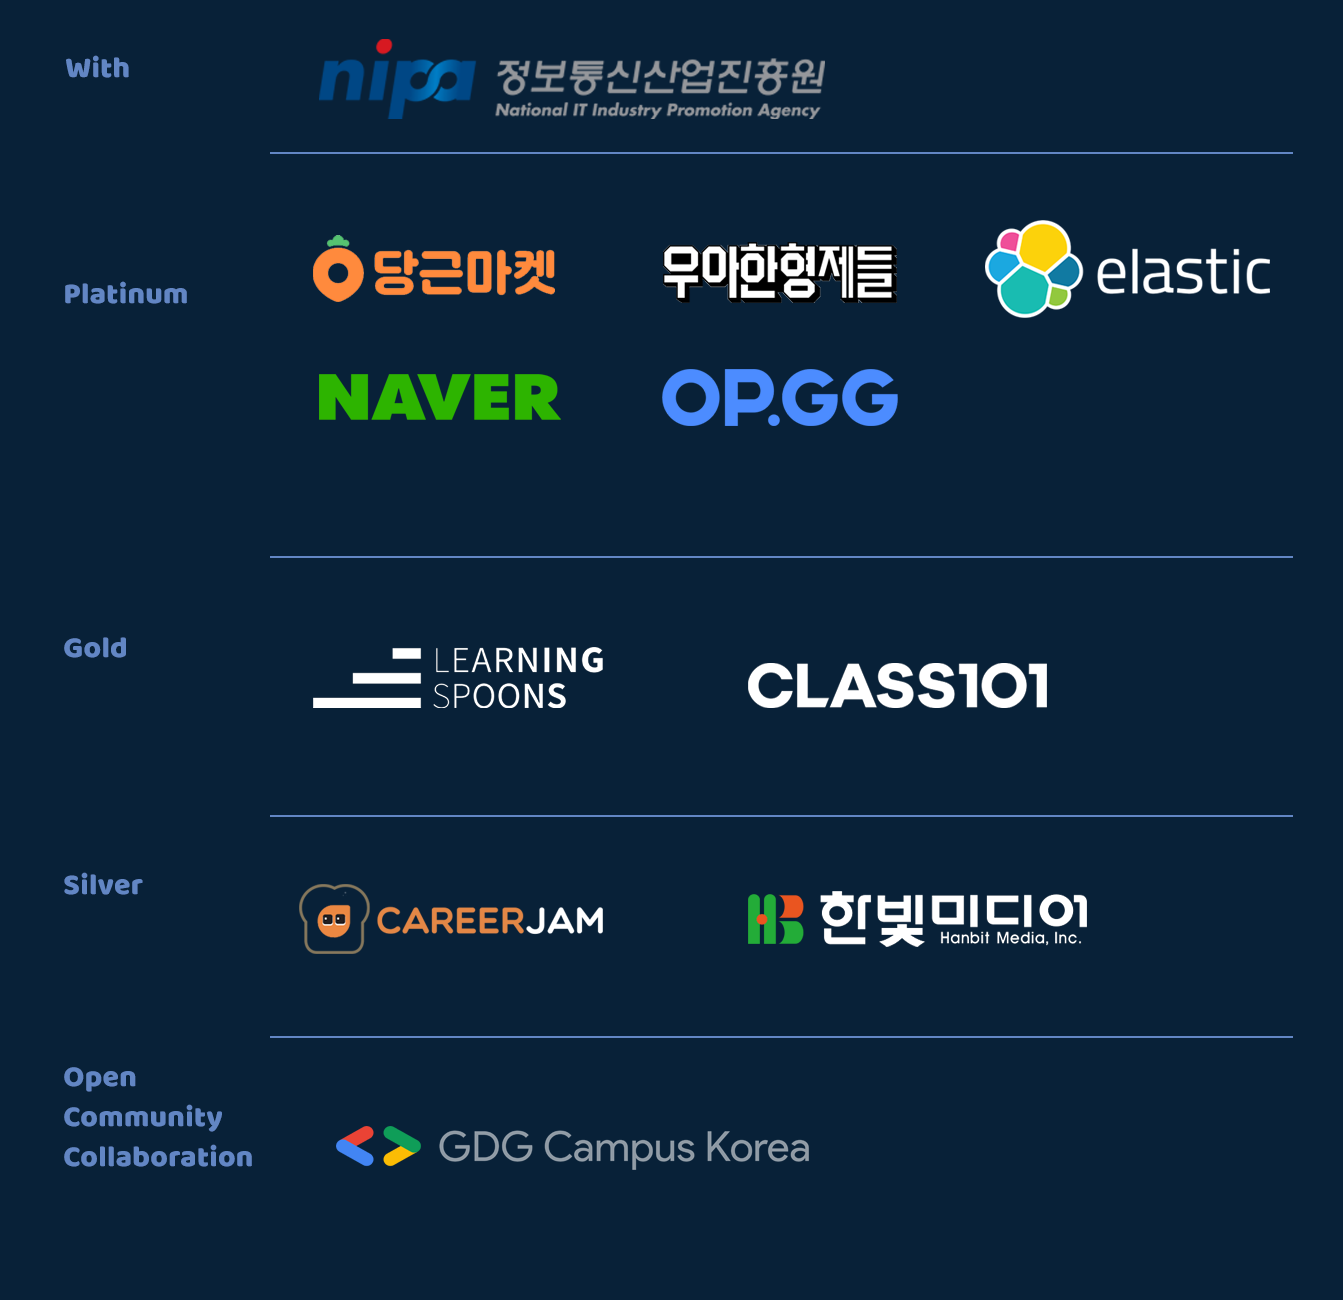 With
nipa 정보통신산업진흥원
National IT Industry Promotion Agency
Platinum
당근마켓
우아한형제들
elastic
NAVER
OP.GG
Gold
LEARNING
SPOONS
CLASS101
Silver
CAREERJAM
HB 한빛미디어
Hanbit Media, Inc.
Open
Community
Collaboration
GDG Campus Korea